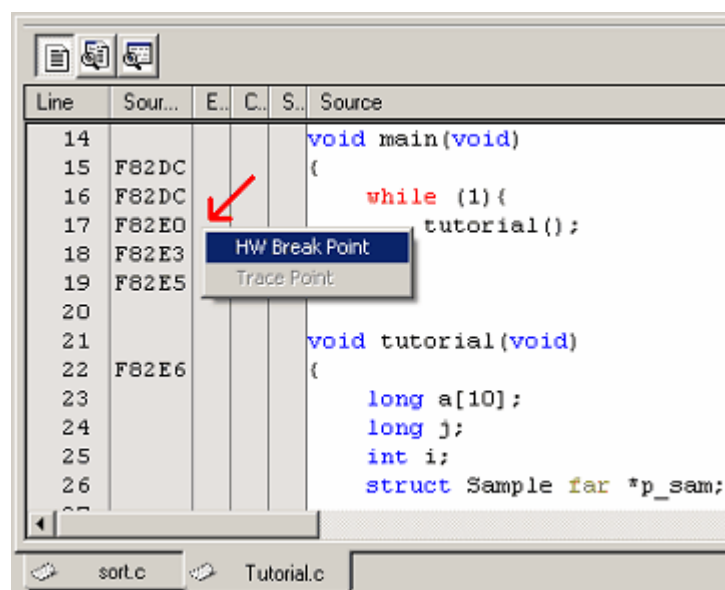 Line Sour... E.. C.. S.. Source
14 void main(void)
15 F82DC {
16 F82DC while (1){
17 F82E0 tutorial();
HW Break Point
18 F82E3
Trace Point
19 F82E5
20
21 void tutorial(void)
22 F82E6 {
23 long a[10];
24 long j;
25 int i;
26 struct Sample far *p_sam;
sort.c Tutorial.c